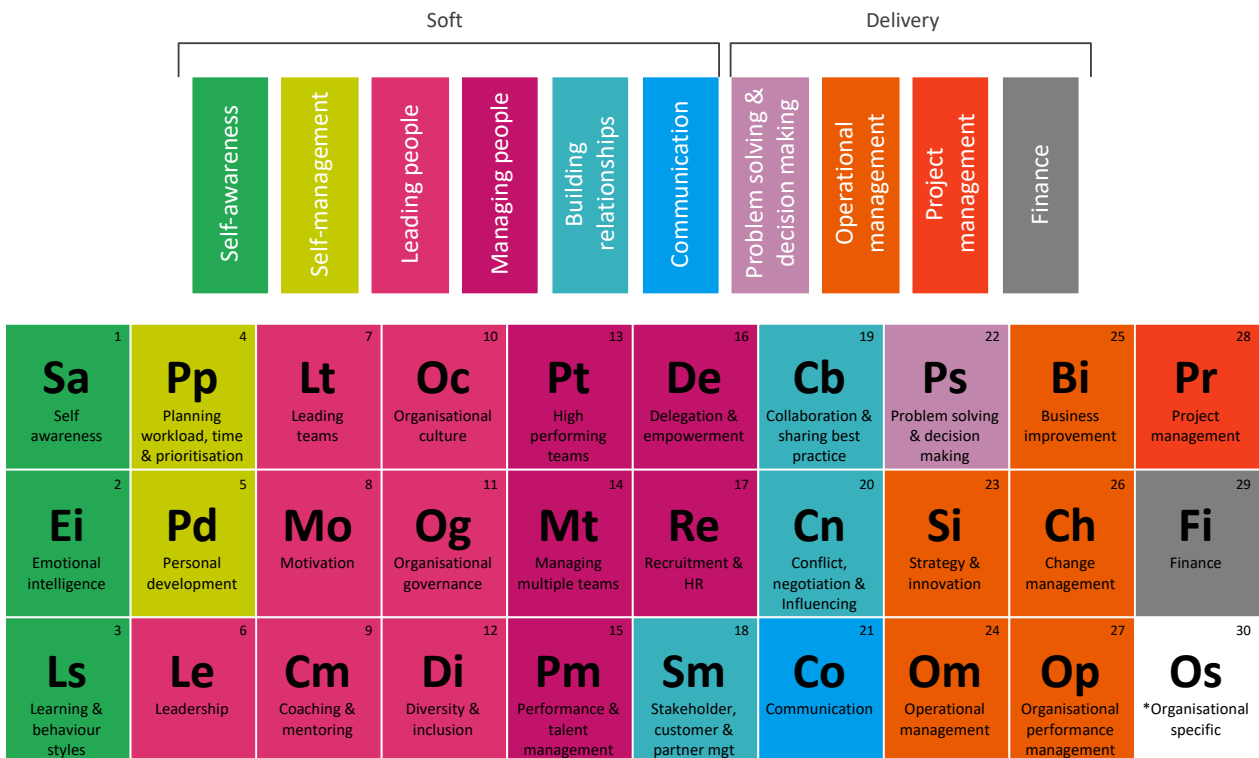 Soft
Delivery
Self-awareness
Self-management
Leading people
Managing people
Building
relationships
Communication
Problem solving &
decision making
Operational
management
Project
management
Finance
1
Sa
Self
awareness
4
Pp
Planning
workload, time
& prioritisation
7
Lt
Leading
teams
10
Oc
Organisational
culture
13
Pt
High
performing
teams
16
De
Delegation &
empowerment
19
Cb
Collaboration &
sharing best
practice
22
Ps
Problem solving
& decision
making
25
Bi
Business
improvement
28
Pr
Project
management
2
Ei
Emotional
intelligence
5
Pd
Personal
development
8
Mo
Motivation
11
Og
Organisational
governance
14
Mt
Managing
multiple teams
17
Re
Recruitment &
HR
20
Cn
Conflict,
negotiation &
Influencing
23
Si
Strategy &
innovation
26
Ch
Change
management
29
Fi
Finance
3
Ls
Learning &
behaviour
styles
6
Le
Leadership
9
Cm
Coaching &
mentoring
12
Di
Diversity &
inclusion
15
Pm
Performance &
talent
management
18
Sm
Stakeholder,
customer &
partner mgt
21
Co
Communication
24
Om
Operational
management
27
Op
Organisational
performance
management
30
Os
*Organisational
specific